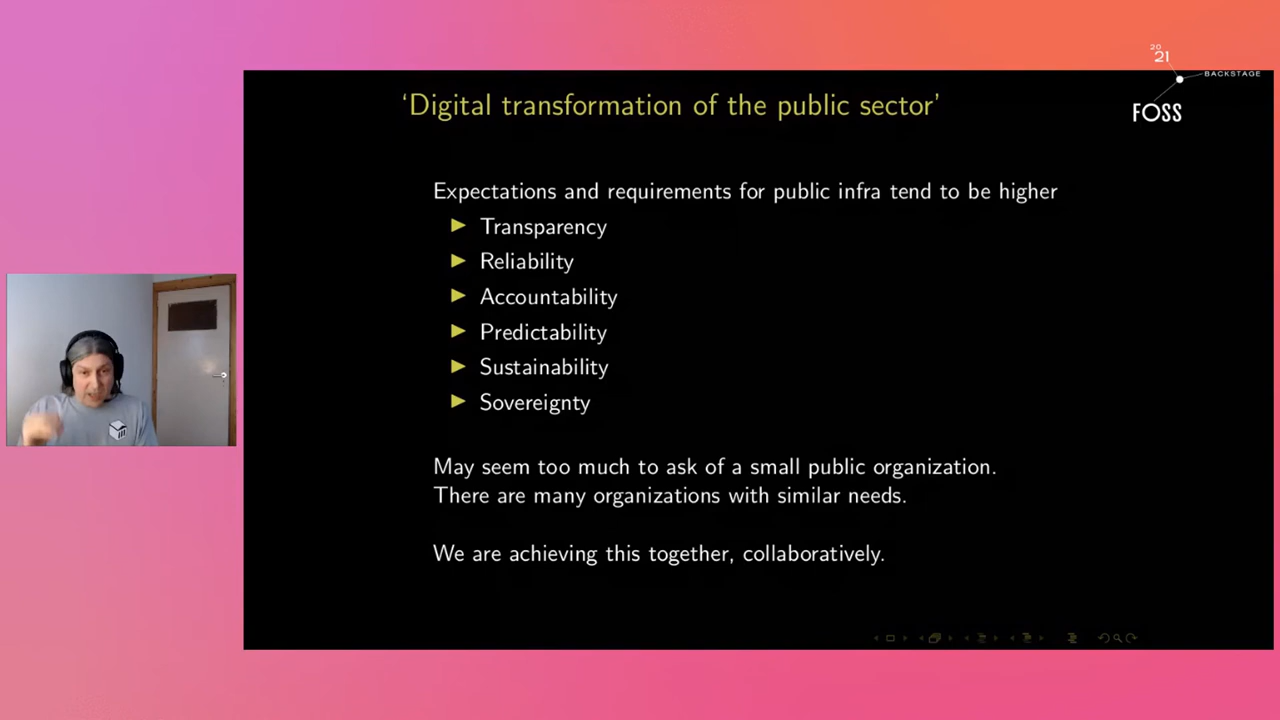 20
21
BACKSTAGE
FOSS
‘Digital transformation of the public sector’
Expectations and requirements for public infra tend to be higher
Transparency
Reliability
Accountability
Predictability
Sustainability
Sovereignty
May seem too much to ask of a small public organization.
There are many organizations with similar needs.
We are achieving this together, collaboratively.